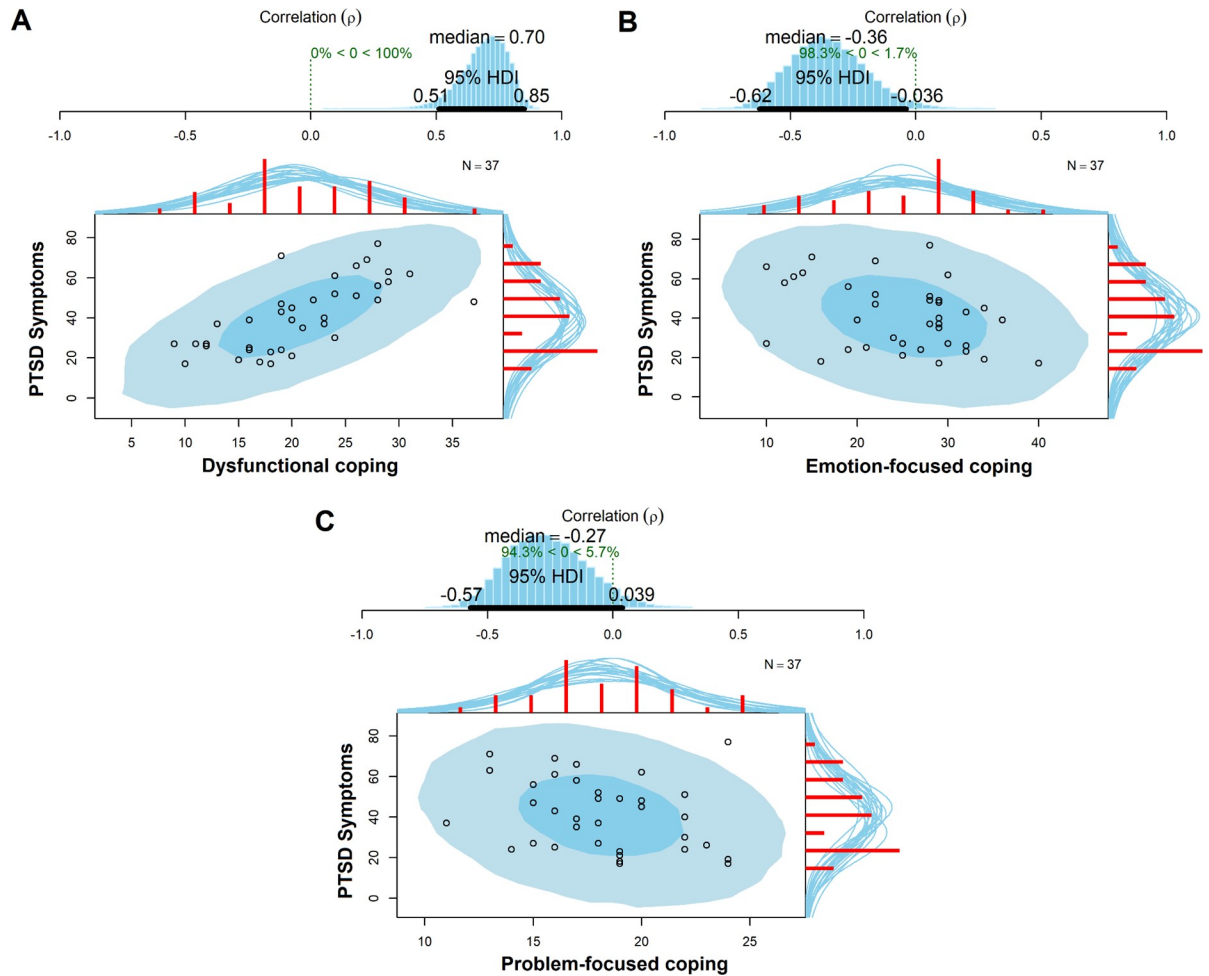 A
Correlation (ρ)
median = 0.70
0% < 0 < 100%
95% HDI
0.51 0.85
-1.0 -0.5 0.0 0.5 1.0
N = 37
PTSD Symptoms
80
60
40
20
0
5 10 15 20 25 30 35
Dysfunctional coping
B
Correlation (ρ)
median = -0.36
98.3% < 0 < 1.7%
95% HDI
-0.62 -0.036
-1.0 -0.5 0.0 0.5 1.0
N = 37
PTSD Symptoms
80
60
40
20
0
10 20 30 40
Emotion-focused coping
C
Correlation (ρ)
median = -0.27
94.3% < 0 < 5.7%
95% HDI
-0.57 0.039
-1.0 -0.5 0.0 0.5 1.0
N = 37
PTSD Symptoms
80
60
40
20
0
10 15 20 25
Problem-focused coping